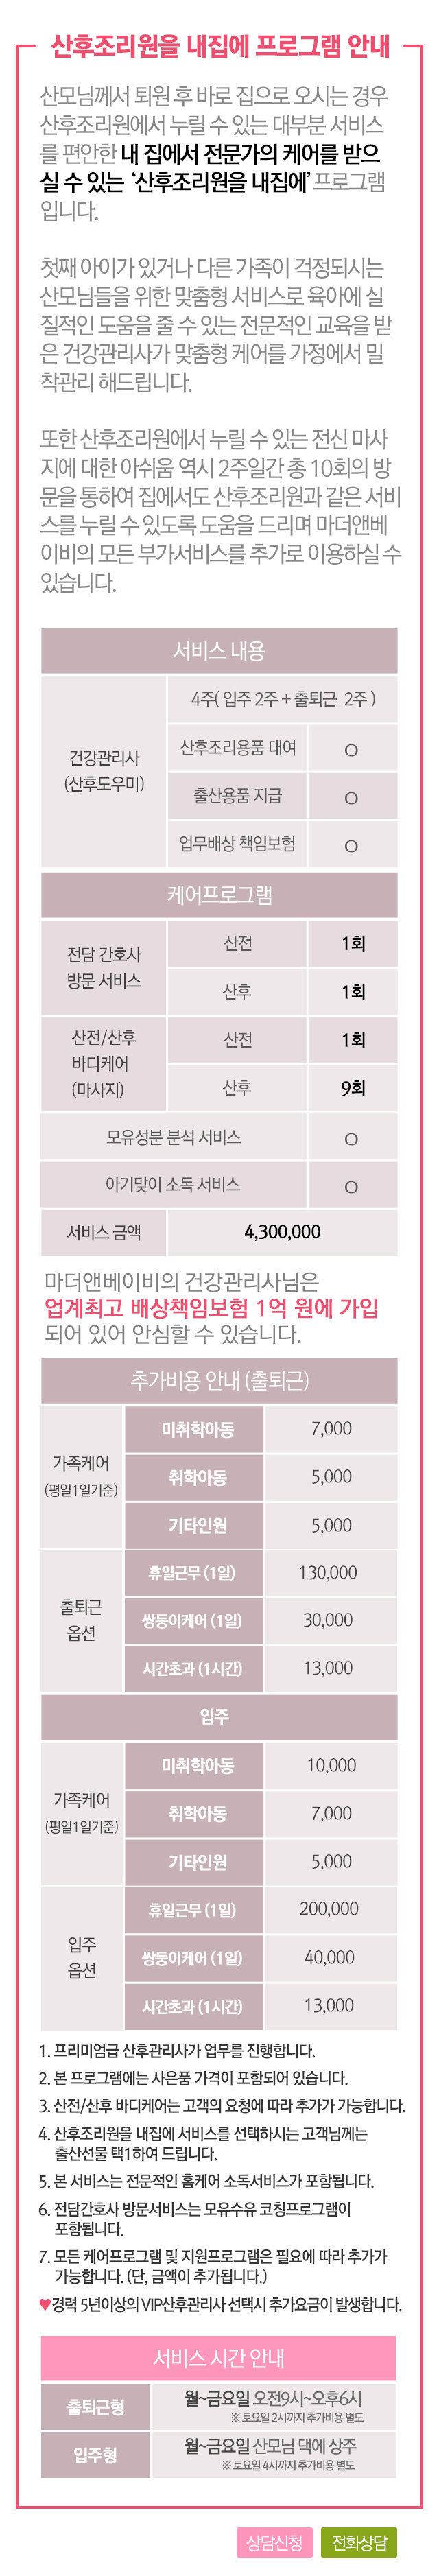 산후조리원을 내집에 프로그램 안내
산모님께서 퇴원 후 바로 집으로 오시는 경우
산후조리원에서 누릴 수 있는 대부분 서비스
를 편안한 내 집에서 전문가의 케어를 받으
실 수 있는 ‘산후조리원을 내집에’ 프로그램
입니다.
첫째 아이가 있거나 다른 가족이 걱정되시는
산모님들을 위한 맞춤형 서비스로 육아에 실
질적인 도움을 줄 수 있는 전문적인 교육을 받
은 건강관리사가 맞춤형 케어를 가정에서 밀
착관리 해드립니다.
또한 산후조리원에서 누릴 수 있는 전신 마사
지에 대한 아쉬움 역시 2주일간 총 10회의 방
문을 통하여 집에서도 산후조리원과 같은 서비
스를 누릴 수 있도록 도움을 드리며 마더앤베
이비의 모든 부가서비스를 추가로 이용하실 수
있습니다.
서비스 내용
건강관리사
(산후도우미)
4주( 입주 2주 + 출퇴근 2주 )
산후조리용품 대여 O
출산용품 지급 O
업무배상 책임보험 O
케어프로그램
전담 간호사
방문 서비스
산전 1회
산후 1회
산전/산후
바디케어
(마사지)
산전 1회
산후 9회
모유성분 분석 서비스 O
아기맞이 소독 서비스 O
서비스 금액 4,300,000
마더앤베이비의 건강관리사님은
업계최고 배상책임보험 1억 원에 가입
되어 있어 안심할 수 있습니다.
추가비용 안내 (출퇴근)
가족케어
(평일1일기준)
미취학아동 7,000
취학아동 5,000
기타인원 5,000
출퇴근
옵션
휴일근무 (1일) 130,000
쌍둥이케어 (1일) 30,000
시간초과 (1시간) 13,000
입주
가족케어
(평일1일기준)
미취학아동 10,000
취학아동 7,000
기타인원 5,000
입주
옵션
휴일근무 (1일) 200,000
쌍둥이케어 (1일) 40,000
시간초과 (1시간) 13,000
1. 프리미엄급 산후관리사가 업무를 진행합니다.
2. 본 프로그램에는 사은품 가격이 포함되어 있습니다.
3. 산전/산후 바디케어는 고객의 요청에 따라 추가가 가능합니다.
4. 산후조리원을 내집에 서비스를 선택하시는 고객님께는
출산선물 택1하여 드립니다.
5. 본 서비스는 전문적인 홈케어 소독서비스가 포함됩니다.
6. 전담간호사 방문서비스는 모유수유 코칭프로그램이
포함됩니다.
7. 모든 케어프로그램 및 지원프로그램은 필요에 따라 추가가
가능합니다. (단, 금액이 추가됩니다.)
♥경력 5년이상의 VIP산후관리사 선택시 추가요금이 발생합니다.
서비스 시간 안내
출퇴근형
월~금요일 오전9시~오후6시
※ 토요일 2시까지 추가비용 별도
입주형
월~금요일 산모님 댁에 상주
※ 토요일 4시까지 추가비용 별도
상담신청 전화상담